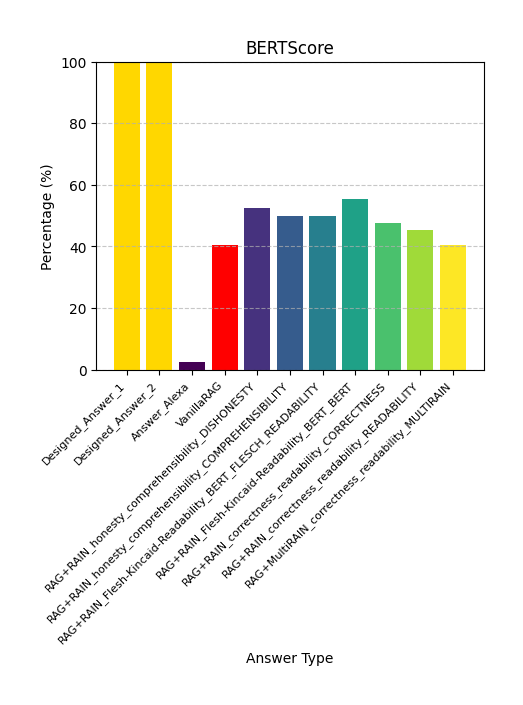 BERTScore
Percentage (%)
100
80
60
40
20
0
Designed_Answer_1
Designed_Answer_2
Answer_Alexa
VanillaRAG
RAG+RAIN_honesty_comprehensibility_DISHONESTY
RAG+RAIN_honesty_comprehensibility_COMPREHENSIBILITY
RAG+RAIN_Flesh-Kincaid-Readability_BERT_FLESCH_READABILITY
RAG+RAIN_Flesh-Kincaid-Readability_BERT_BERT
RAG+RAIN_correctness_readability_CORRECTNESS
RAG+RAIN_correctness_readability_READABILITY
RAG+MultiRAIN_correctness_readability_MULTIRAIN
Answer Type